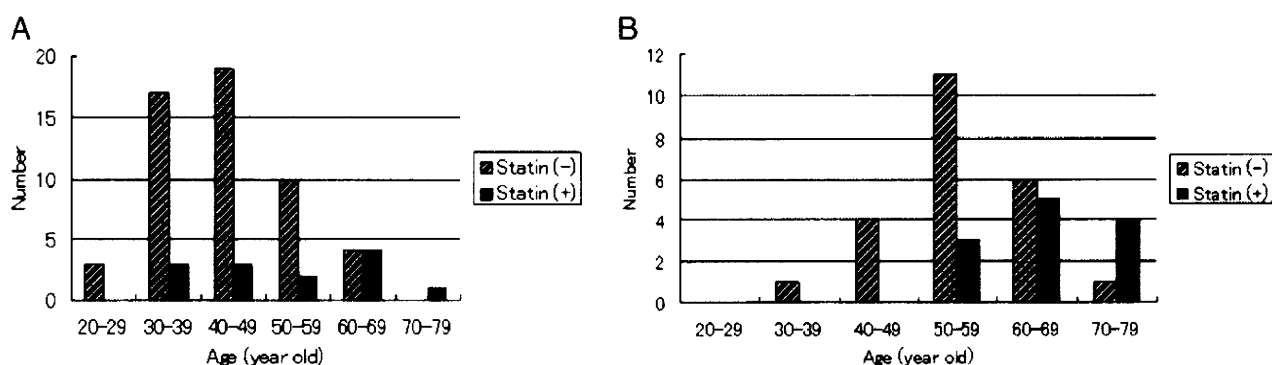 A
20
15
10
5
0
Number
20-29 30-39 40-49 50-59 60-69 70-79
Age (year old)
Statin (-)
Statin (+)
B
12
10
8
6
4
2
0
Number
20-29 30-39 40-49 50-59 60-69 70-79
Age (year old)
Statin (-)
Statin (+)